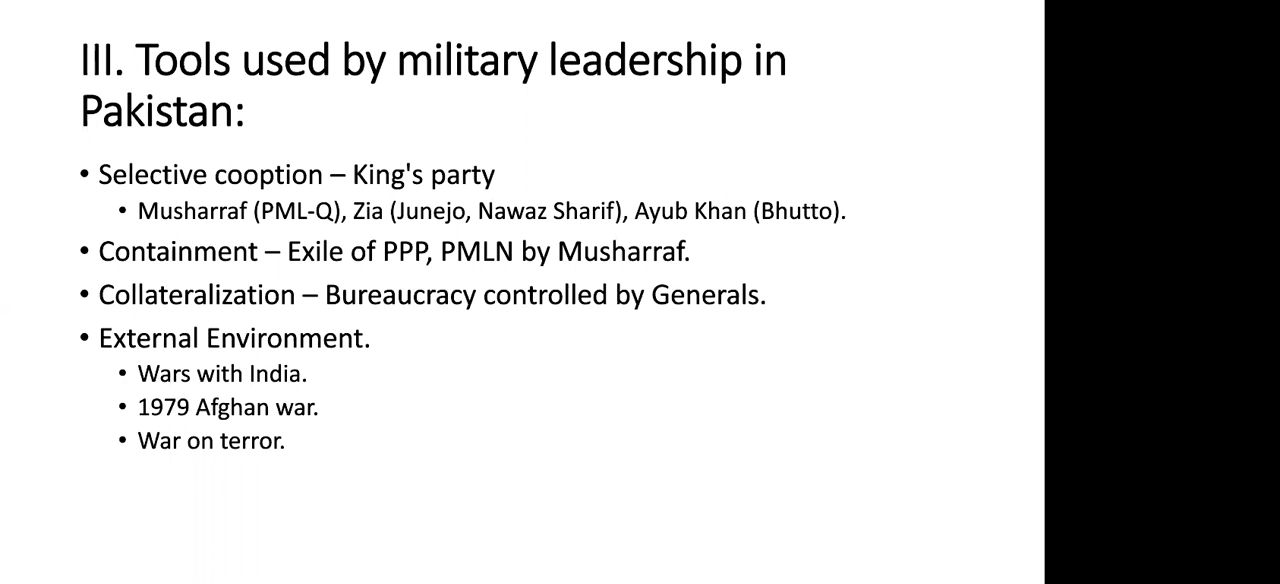 III. Tools used by military leadership in
Pakistan:
• Selective cooption – King's party
• Musharraf (PML-Q), Zia (Junejo, Nawaz Sharif), Ayub Khan (Bhutto).
• Containment – Exile of PPP, PMLN by Musharraf.
• Collateralization – Bureaucracy controlled by Generals.
• External Environment.
• Wars with India.
• 1979 Afghan war.
• War on terror.